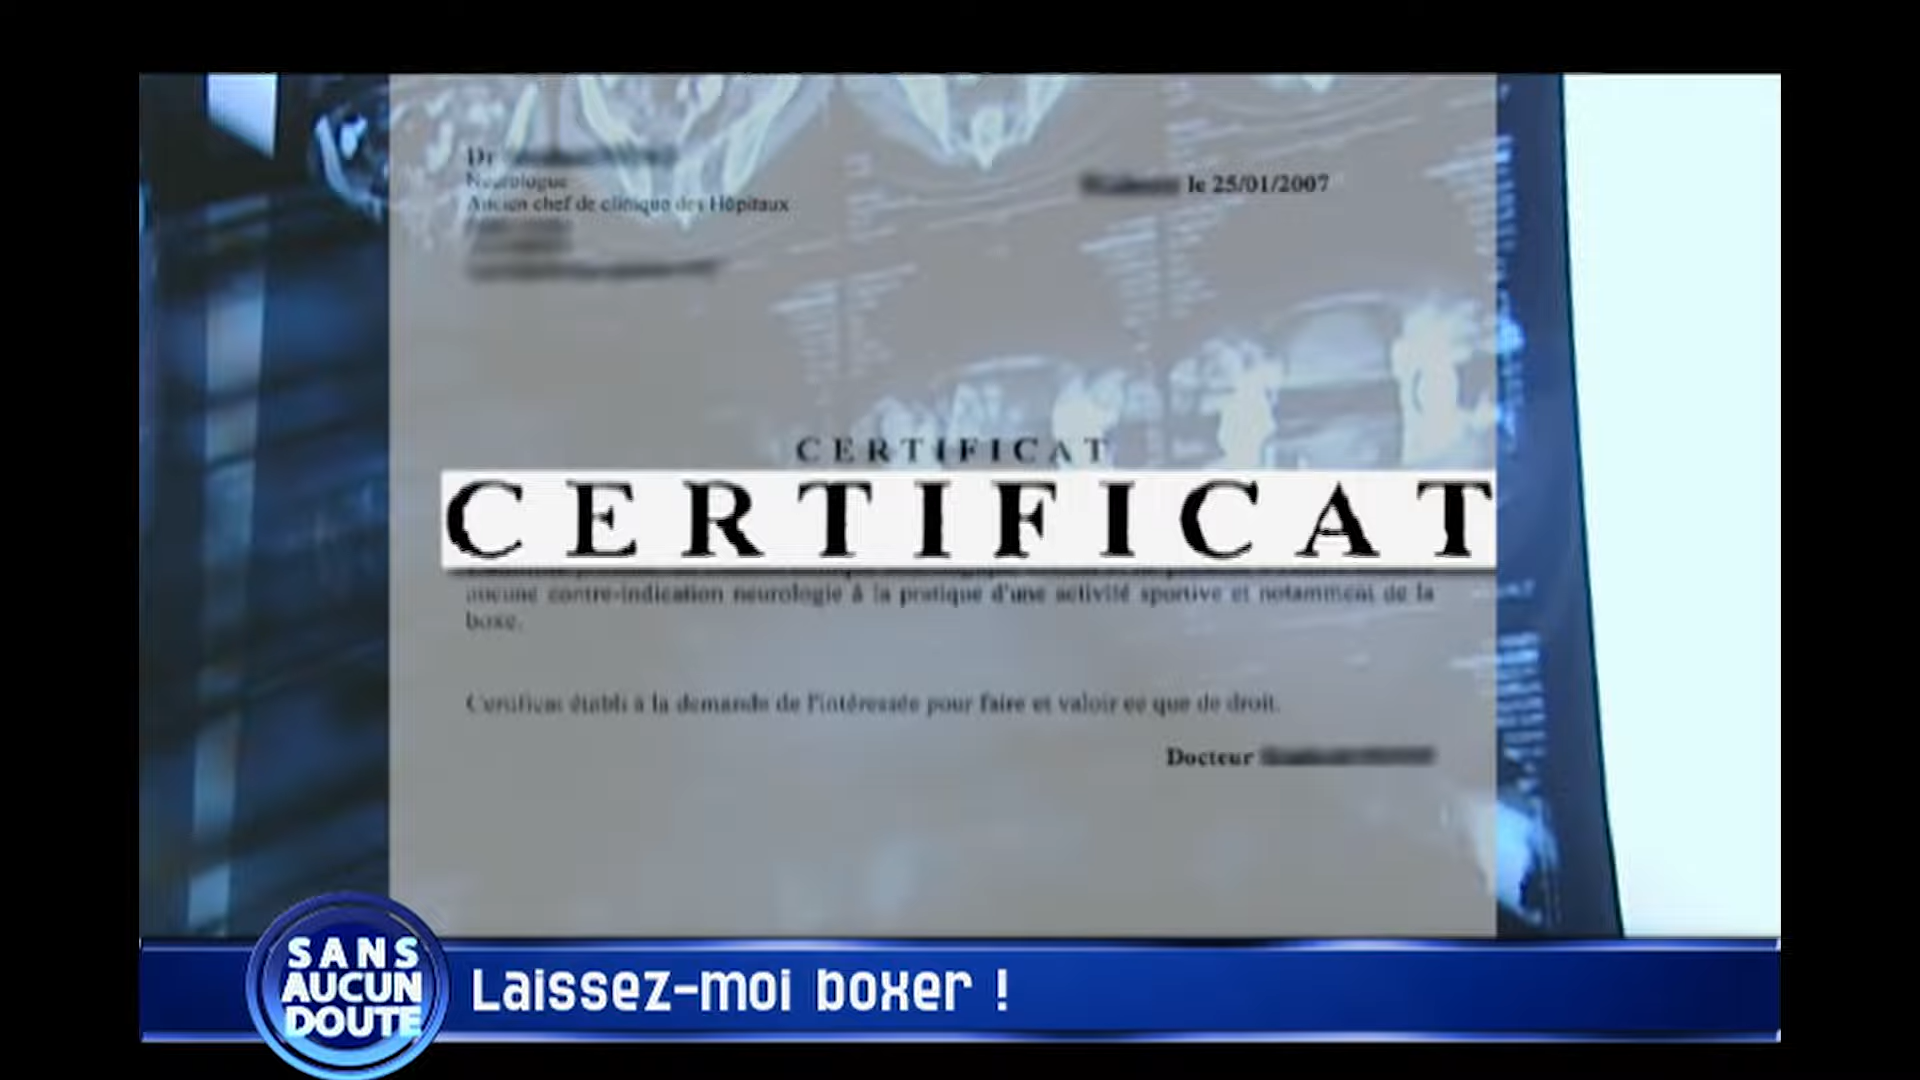 Dr
Neurologue
Ancien chef de clinique des Hôpitaux
le 25/01/2007
CERTIFICAT
CERTIFICAT
aucune contre-indication neurologie à la pratique d'une activité sportive et notamment de la
boxe.
Certificat établi à la demande de l'intéressée pour faire et valoir ce que de droit.
Docteur
SANS
AUCUN
DOUTE
Laissez-moi boxer !